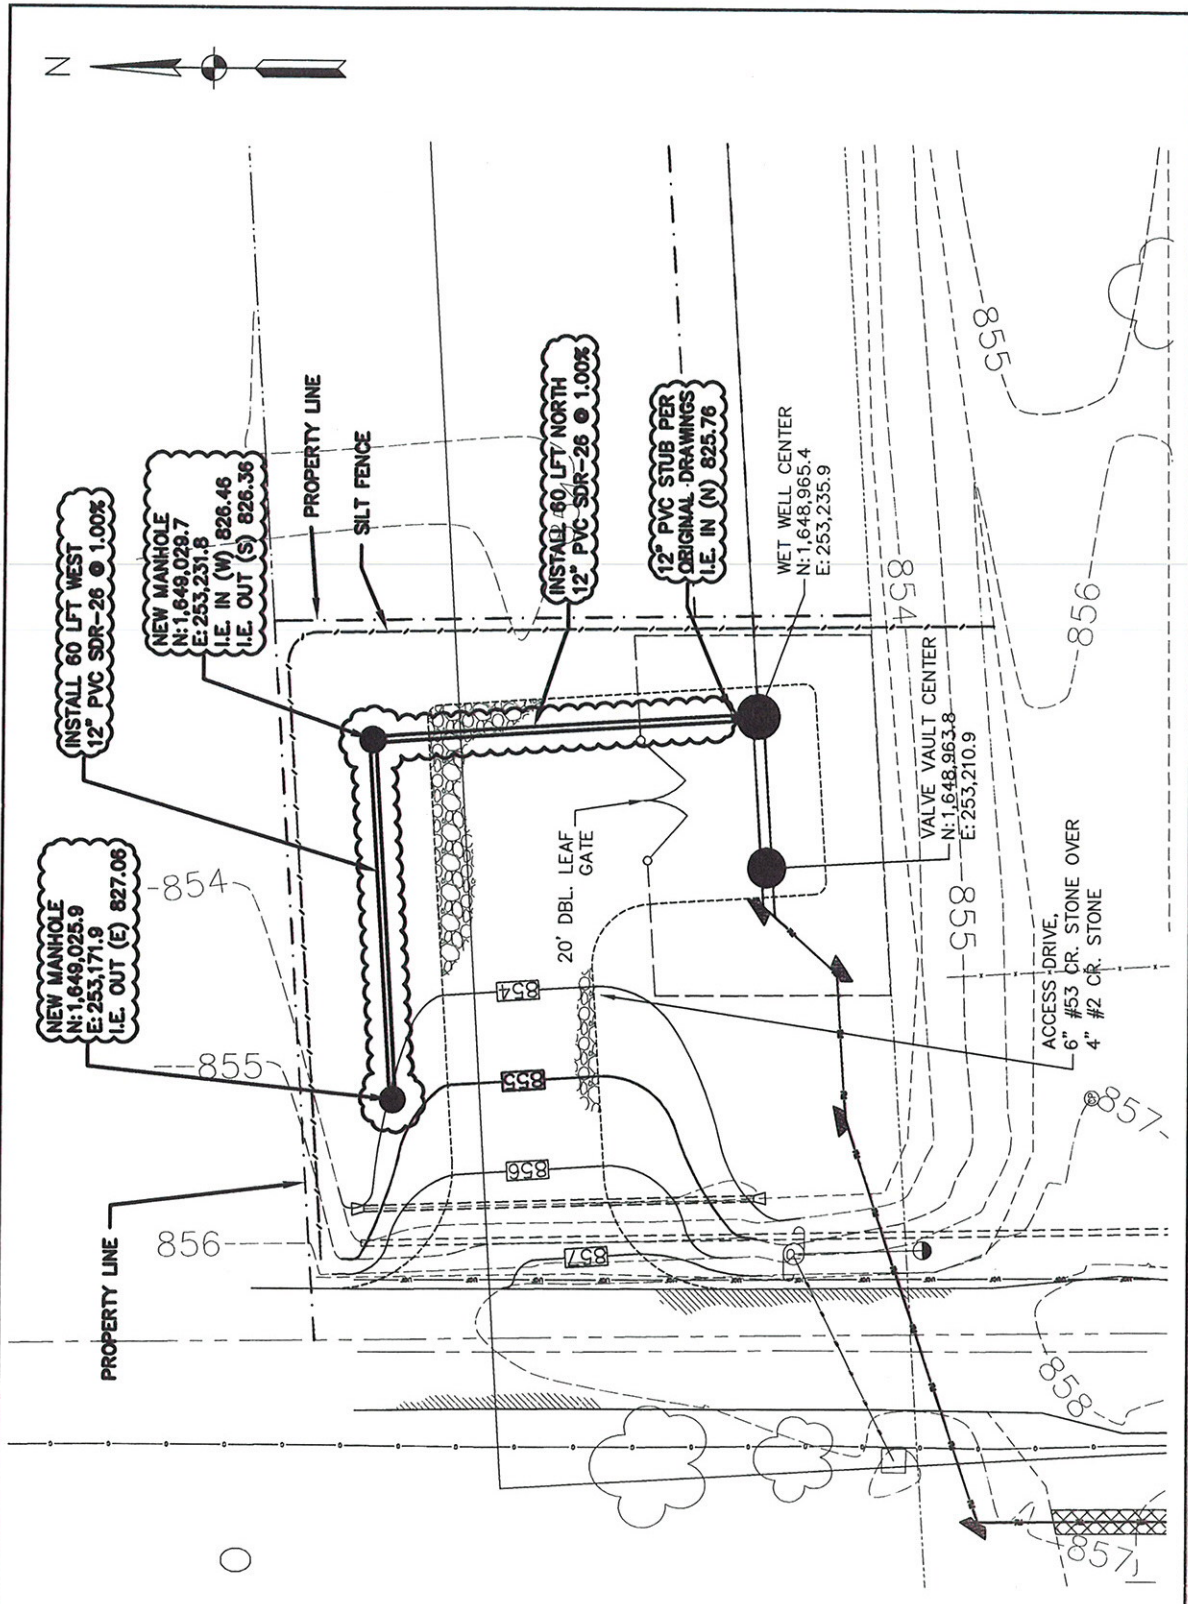 N
INSTALL 60 LFT WEST
12" PVC SDR-26 @ 1.00%
NEW MANHOLE
N:1,649,029.7
E:253,231.8
I.E. IN (W) 826.46
I.E. OUT (S) 826.36
PROPERTY LINE
SILT FENCE
INSTALL 60 LFT NORTH
12" PVC SDR-26 @ 1.00%
12" PVC STUB PER
ORIGINAL DRAWINGS
I.E. IN (N) 825.76
WET WELL CENTER
N:1,648,965.4
E:253,235.9
NEW MANHOLE
N:1,649,025.9
E:253,171.9
I.E. OUT (E) 827.06
VALVE VAULT CENTER
N:1,648,963.8
E:253,210.9
20' DBL. LEAF
GATE
ACCESS DRIVE,
6" #53 CR. STONE OVER
4" #2 CR. STONE
PROPERTY LINE
854
855
856
854
855
856
857
854
855
855
856
857
858
857